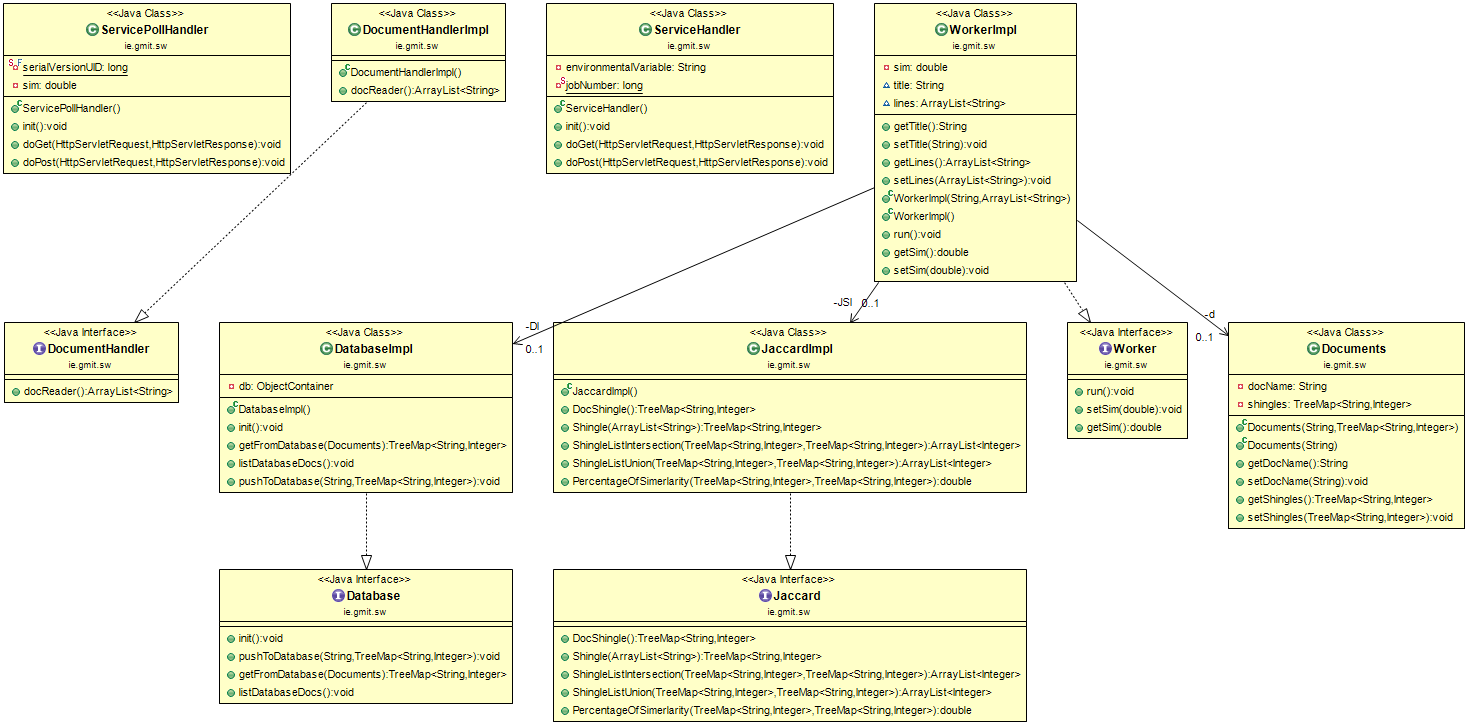 <<Java Class>>
ServicePollHandler
ie.gmit.sw
serialVersionUID: long
sim: double
ServicePollHandler()
init():void
doGet(HttpServletRequest,HttpServletResponse):void
doPost(HttpServletRequest,HttpServletResponse):void
<<Java Class>>
DocumentHandlerImpl
ie.gmit.sw
DocumentHandlerImpl()
docReader():ArrayList<String>
<<Java Class>>
ServiceHandler
ie.gmit.sw
environmentalVariable: String
jobNumber: long
ServiceHandler()
init():void
doGet(HttpServletRequest,HttpServletResponse):void
doPost(HttpServletRequest,HttpServletResponse):void
<<Java Class>>
WorkerImpl
ie.gmit.sw
sim: double
title: String
lines: ArrayList<String>
getTitle():String
setTitle(String):void
getLines():ArrayList<String>
setLines(ArrayList<String>):void
WorkerImpl(String,ArrayList<String>)
WorkerImpl()
run():void
getSim():double
setSim(double):void
-DI
0..1
-JSI
0..1
-d
0..1
<<Java Interface>>
DocumentHandler
ie.gmit.sw
docReader():ArrayList<String>
<<Java Class>>
DatabaseImpl
ie.gmit.sw
db: ObjectContainer
DatabaseImpl()
init():void
getFromDatabase(Documents):TreeMap<String,Integer>
listDatabaseDocs():void
pushToDatabase(String,TreeMap<String,Integer>):void
<<Java Class>>
JaccardImpl
ie.gmit.sw
JaccardImpl()
DocShingle():TreeMap<String,Integer>
Shingle(ArrayList<String>):TreeMap<String,Integer>
ShingleListIntersection(TreeMap<String,Integer>,TreeMap<String,Integer>):ArrayList<Integer>
ShingleListUnion(TreeMap<String,Integer>,TreeMap<String,Integer>):ArrayList<Integer>
PercentageOfSimerlarity(TreeMap<String,Integer>,TreeMap<String,Integer>):double
<<Java Interface>>
Worker
ie.gmit.sw
run():void
setSim(double):void
getSim():double
<<Java Class>>
Documents
ie.gmit.sw
docName: String
shingles: TreeMap<String,Integer>
Documents(String,TreeMap<String,Integer>)
Documents(String)
getDocName():String
setDocName(String):void
getShingles():TreeMap<String,Integer>
setShingles(TreeMap<String,Integer>):void
<<Java Interface>>
Database
ie.gmit.sw
init():void
pushToDatabase(String,TreeMap<String,Integer>):void
getFromDatabase(Documents):TreeMap<String,Integer>
listDatabaseDocs():void
<<Java Interface>>
Jaccard
ie.gmit.sw
DocShingle():TreeMap<String,Integer>
Shingle(ArrayList<String>):TreeMap<String,Integer>
ShingleListIntersection(TreeMap<String,Integer>,TreeMap<String,Integer>):ArrayList<Integer>
ShingleListUnion(TreeMap<String,Integer>,TreeMap<String,Integer>):ArrayList<Integer>
PercentageOfSimerlarity(TreeMap<String,Integer>,TreeMap<String,Integer>):double